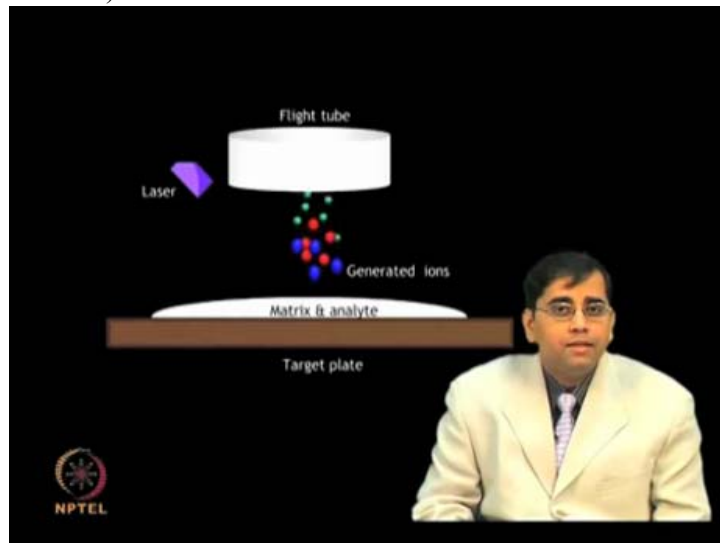 Flight tube
Laser
Generated ions
Matrix & analyte
Target plate
NPTEL